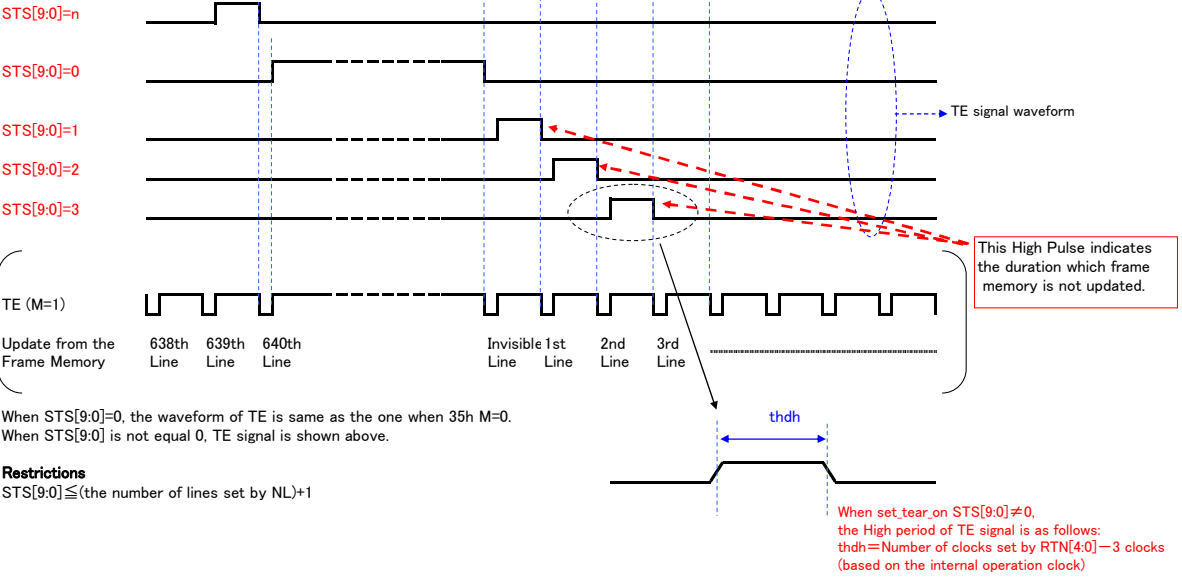 STS[9:0]=n
STS[9:0]=0
TE signal waveform
STS[9:0]=1
STS[9:0]=2
STS[9:0]=3
This High Pulse indicates
the duration which frame
memory is not updated.
TE (M=1)
Update from the
Frame Memory
638th
Line
639th
Line
640th
Line
Invisible
Line
1st
Line
2nd
Line
3rd
Line
When STS[9:0]=0, the waveform of TE is same as the one when 35h M=0.
When STS[9:0] is not equal 0, TE signal is shown above.
Restrictions
STS[9:0]≦(the number of lines set by NL)+1
thdh
When set_tear_on STS[9:0]≠0,
the High period of TE signal is as follows:
thdh＝Number of clocks set by RTN[4:0]－3 clocks
(based on the internal operation clock)